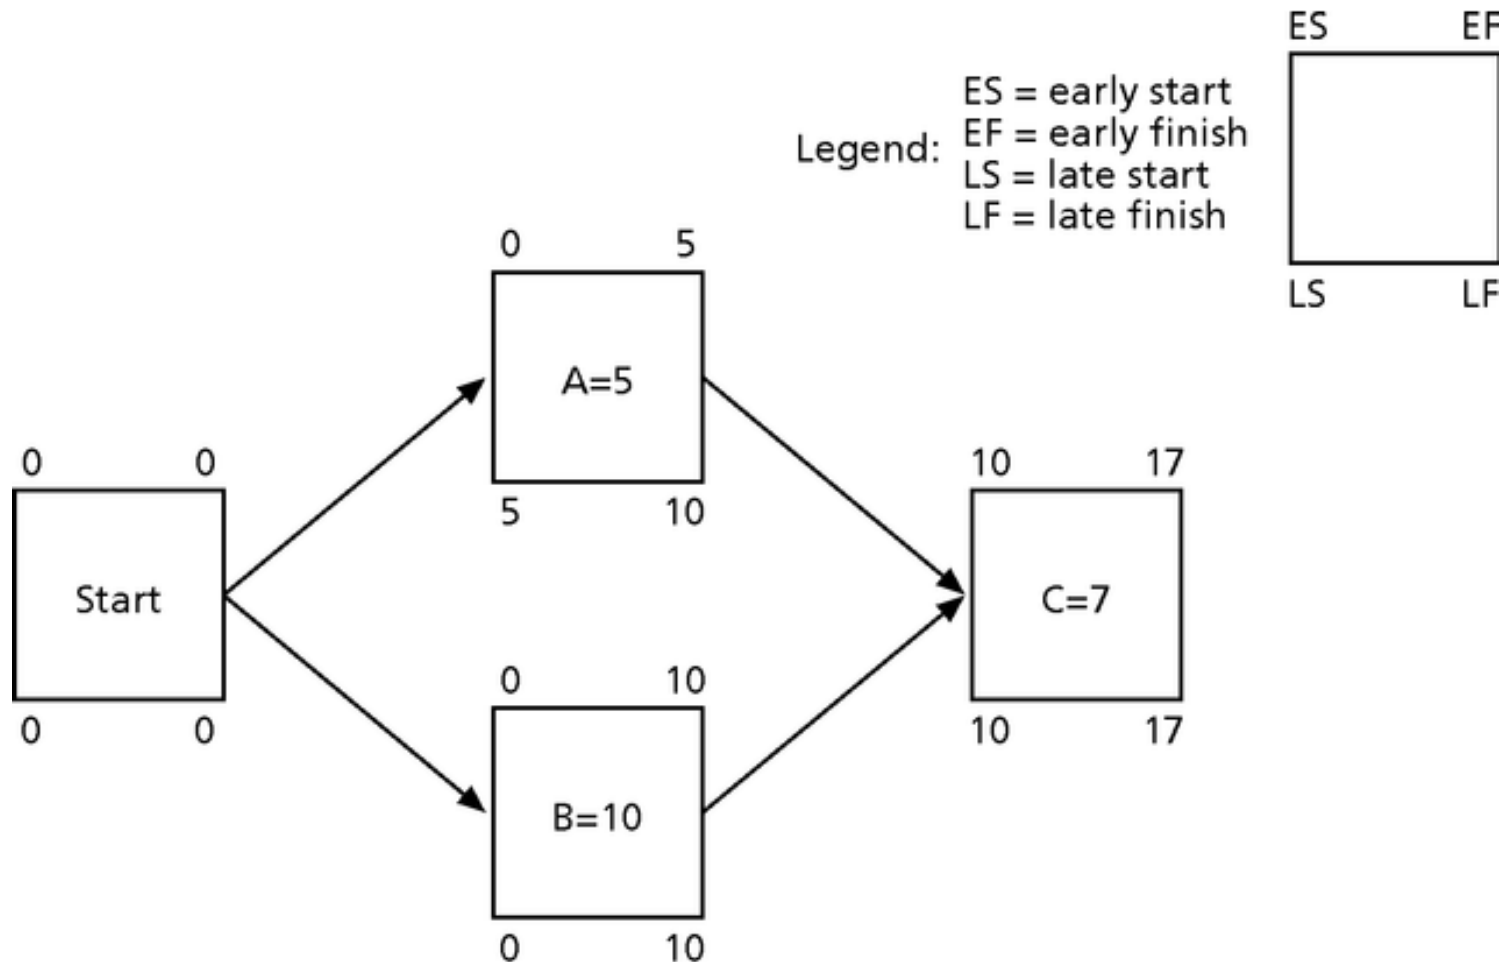 ES EF
ES = early start
EF = early finish
Legend:
LS = late start
LF = late finish
LS LF
0 5
A=5
5 10
0 0
Start
0 0
10 17
C=7
10 17
0 10
B=10
0 10